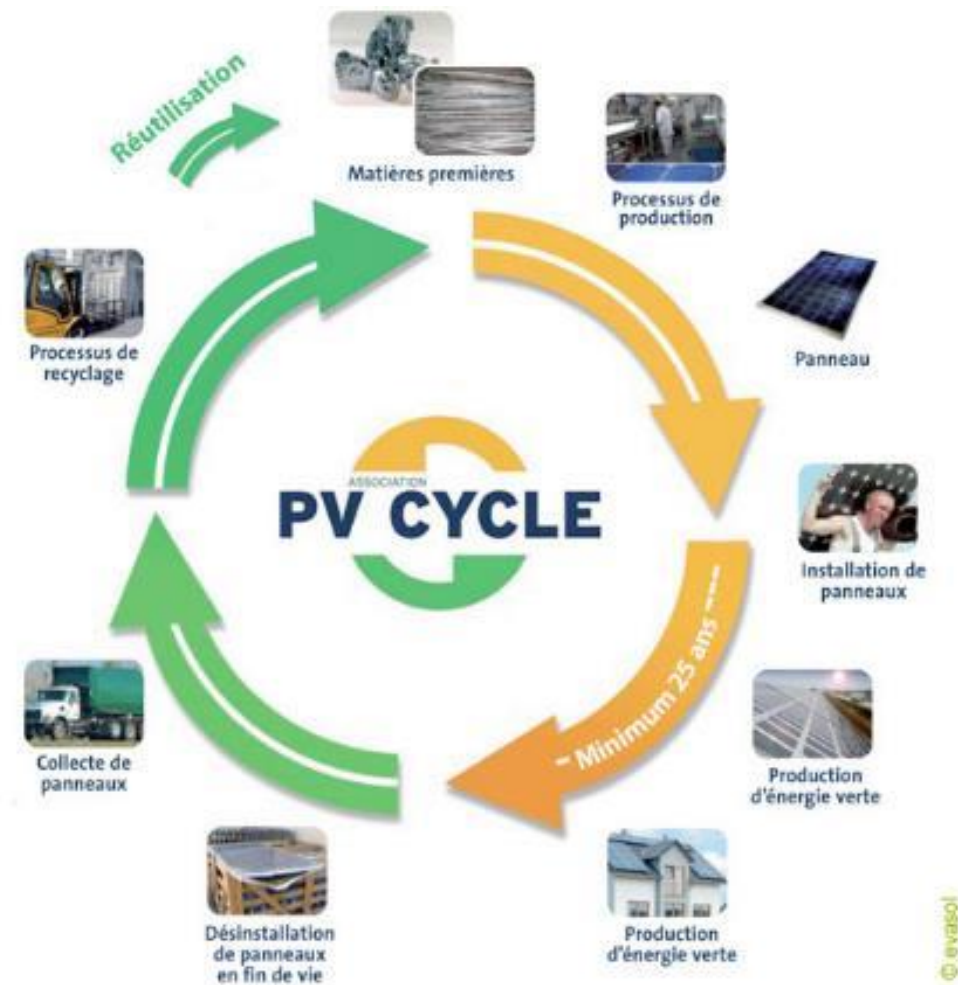 Réutilisation
Matières premières
Processus de
production
Panneau
Installation de
panneaux
Minimum 25 ans
Production
d'énergie verte
Production
d'énergie verte
Désinstallation
de panneaux
en fin de vie
Collecte de
panneaux
Processus de
recyclage
ASSOCIATION
PV CYCLE
© evasol